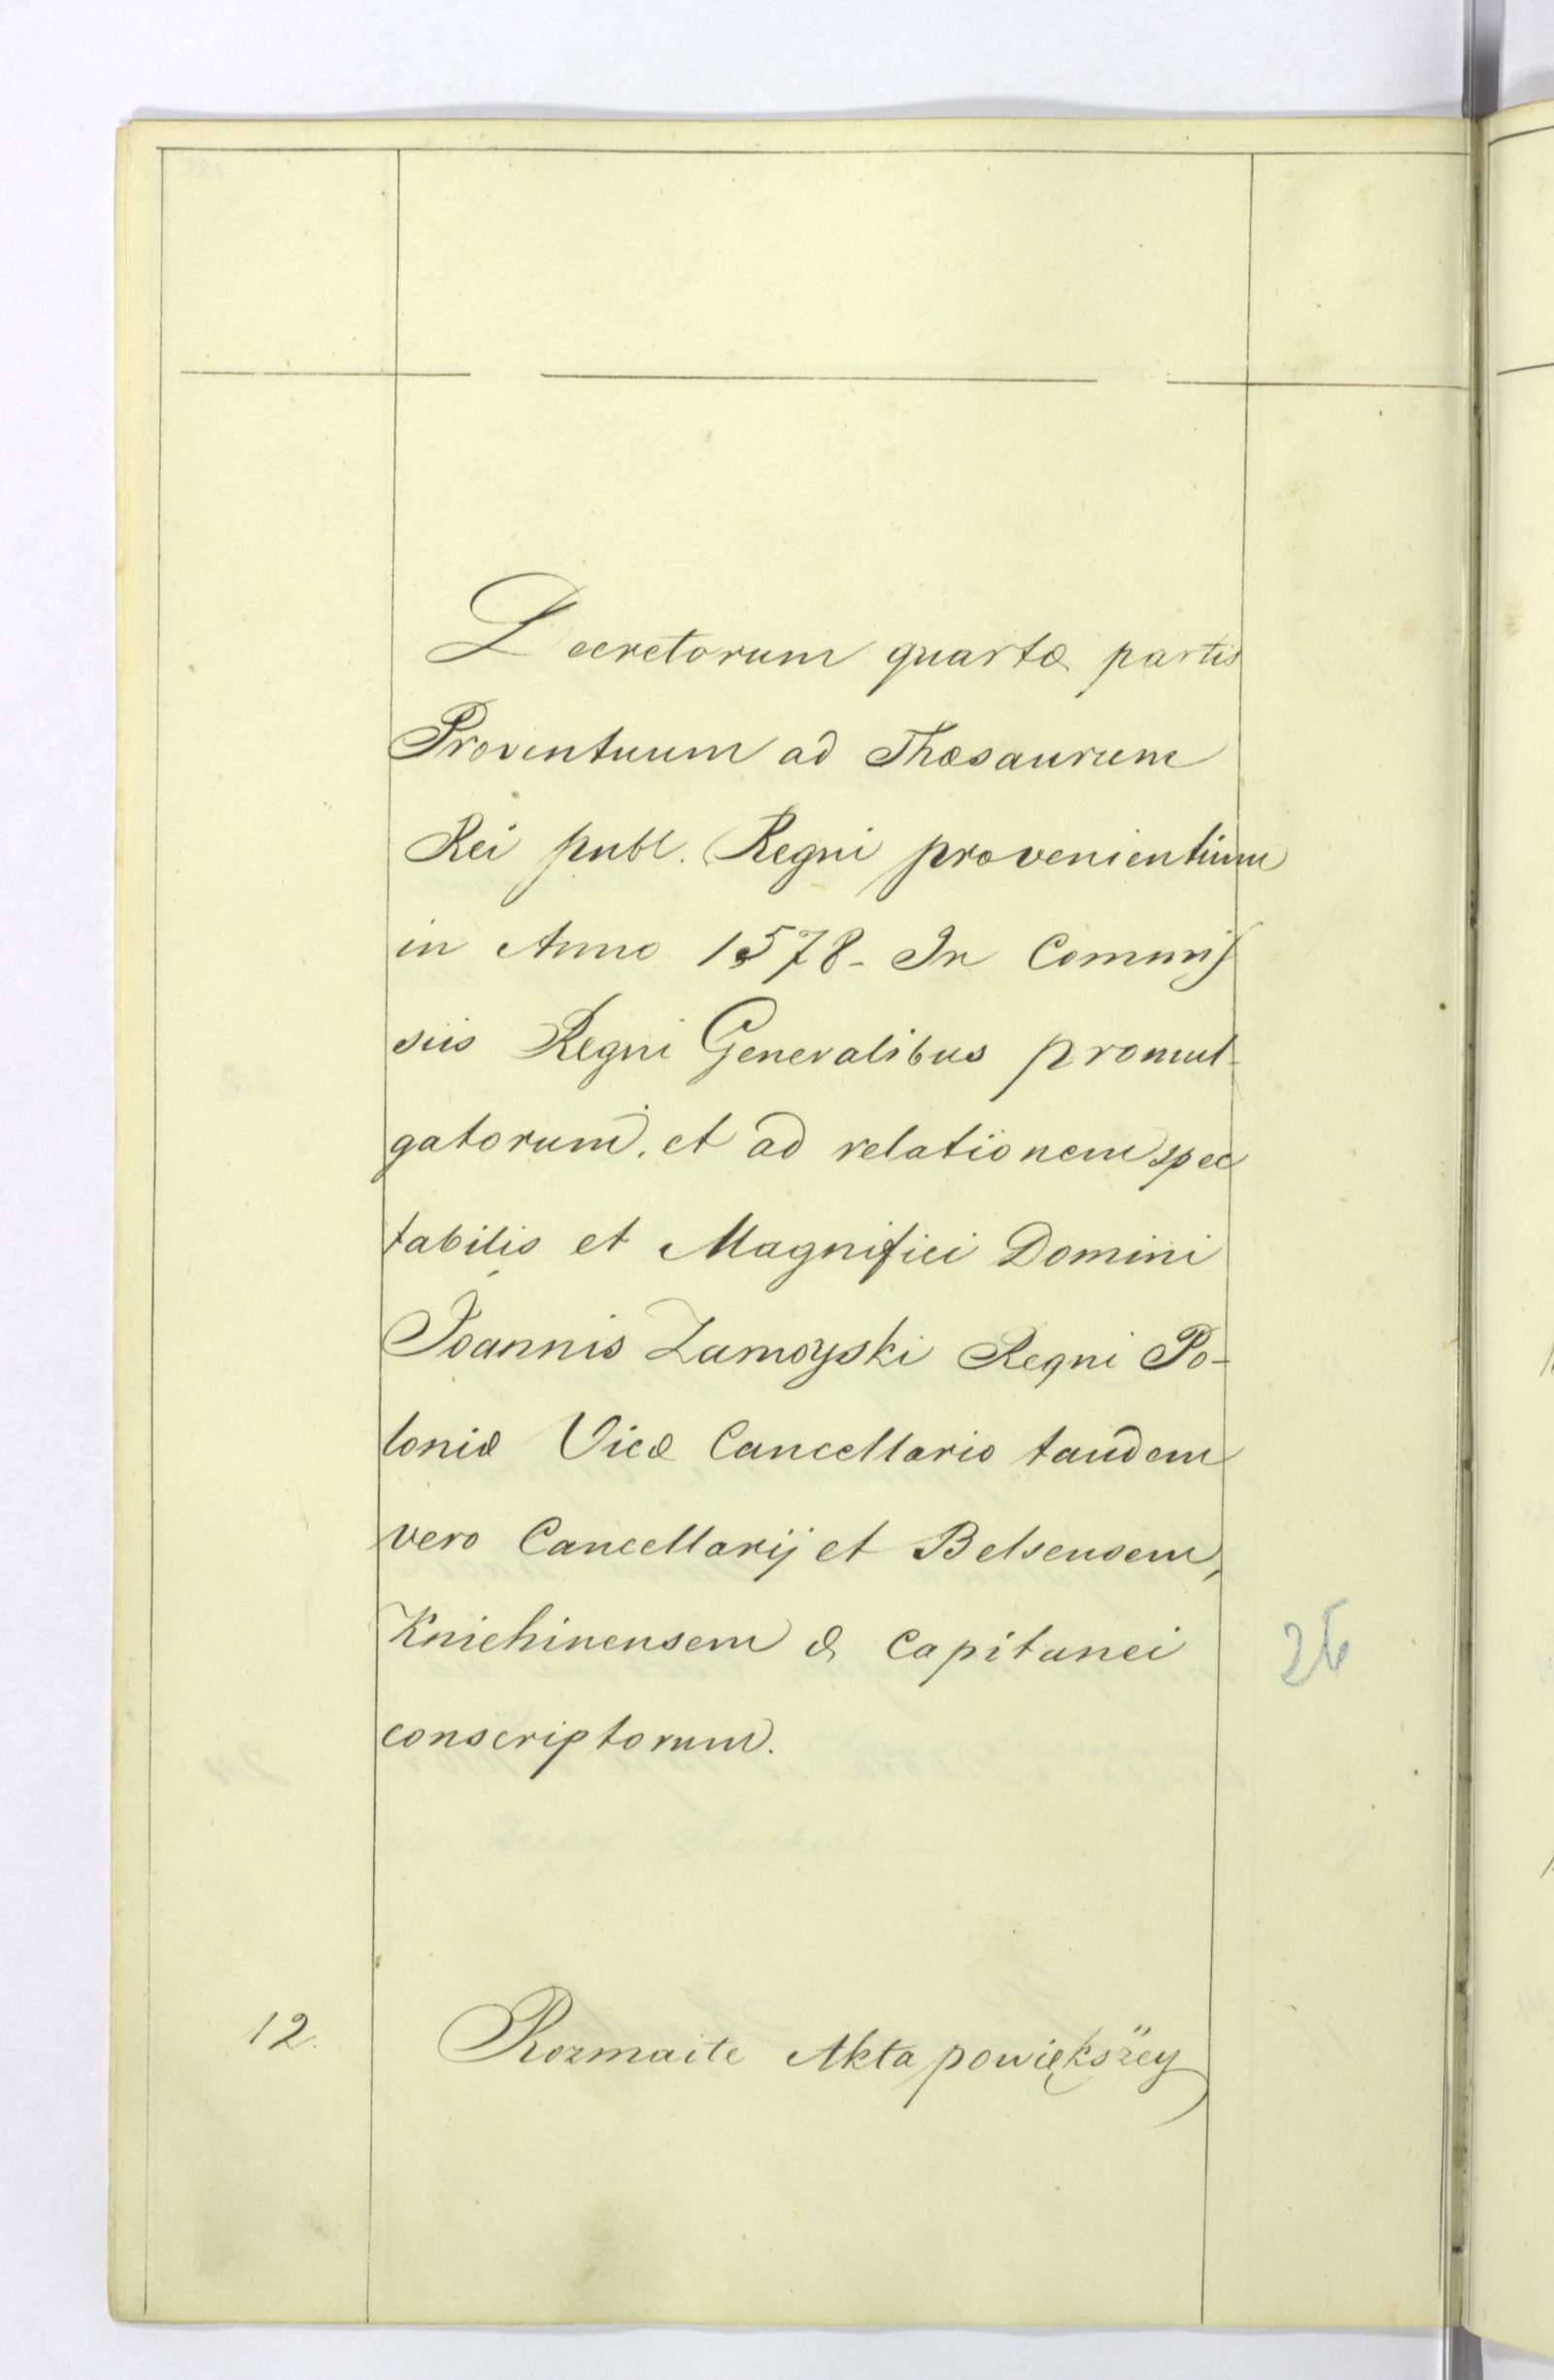 Decretorum quartæ partis
Proventuum ad Thæsaurum
Rei publ. Regni provenientium
in Anno 1578 - In Commis
siis Regni Generalibus promul-
gatorum, et ad relationem spec
tabilis et Magnifici Domini
Joannis Zamoyski Regni Po-
loniæ Vicæ Cancellario tandem
vero Cancellarij et Belsensem,
Knichinensem & Capitanei
conscriptorum.
26
12. Rozmaite Akta powiększey